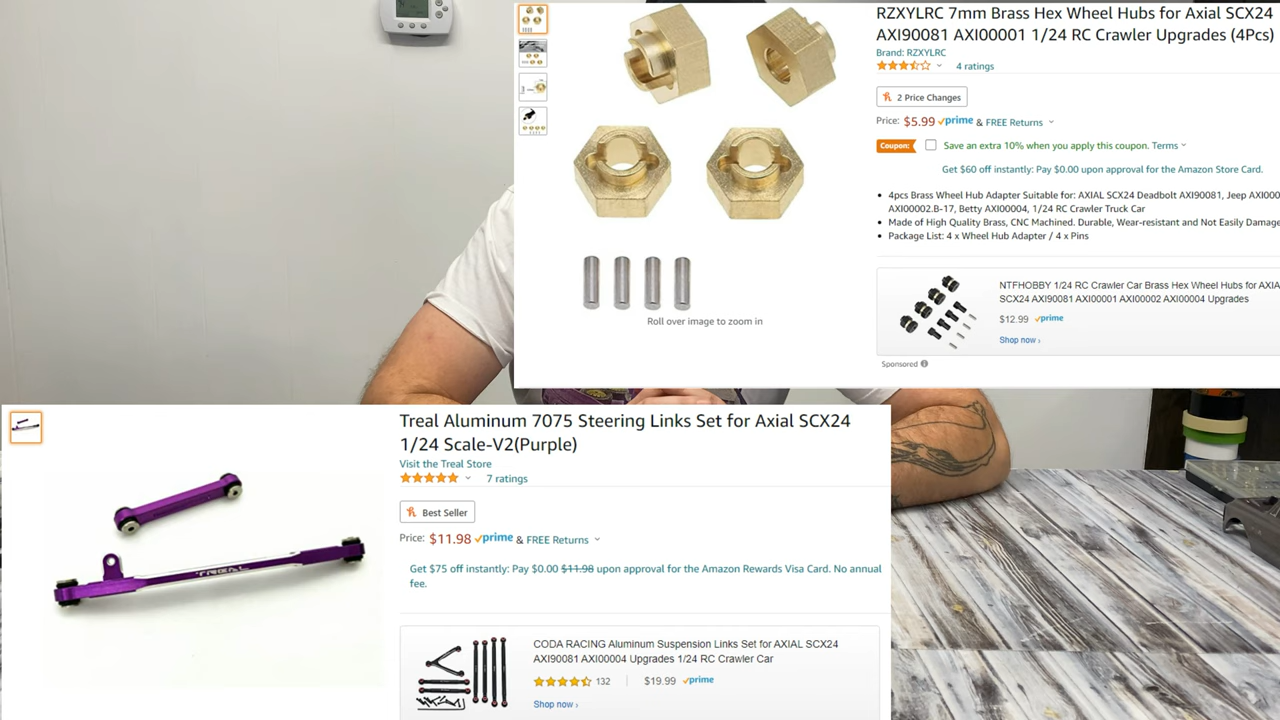 RZXYLRC 7mm Brass Hex Wheel Hubs for Axial SCX24
AXI90081 AXI00001 1/24 RC Crawler Upgrades (4Pcs)
Brand: RZXYLRC
4 ratings
2 Price Changes
Price: $5.99 prime & FREE Returns
Coupon: Save an extra 10% when you apply this coupon. Terms
Get $60 off instantly: Pay $0.00 upon approval for the Amazon Store Card.
• 4pcs Brass Wheel Hub Adapter Suitable for: AXIAL SCX24 Deadbolt AXI90081, Jeep AXI000
AXI00002.B-17, Betty AXI00004, 1/24 RC Crawler Truck Car
• Made of High Quality Brass, CNC Machined. Durable, Wear-resistant and Not Easily Damage
• Package List: 4 x Wheel Hub Adapter / 4 x Pins
Roll over image to zoom in
NTFHOBBY 1/24 RC Crawler Car Brass Hex Wheel Hubs for AXIA
SCX24 AXI90081 AXI00001 AXI00002 AXI00004 Upgrades
$12.99 prime
Shop now ›
Sponsored
Treal Aluminum 7075 Steering Links Set for Axial SCX24
1/24 Scale-V2(Purple)
Visit the Treal Store
7 ratings
Best Seller
Price: $11.98 prime & FREE Returns
Get $75 off instantly: Pay $0.00 $11.98 upon approval for the Amazon Rewards Visa Card. No annual
fee.
TREAL
CODA RACING Aluminum Suspension Links Set for AXIAL SCX24
AXI90081 AXI00004 Upgrades 1/24 RC Crawler Car
132 $19.99 prime
Shop now ›